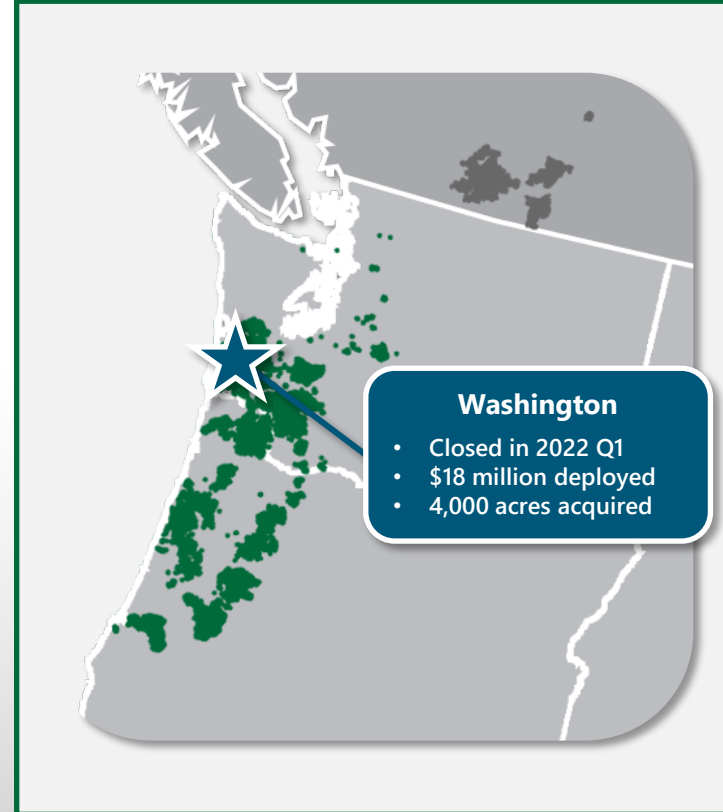 Washington
• Closed in 2022 Q1
• $18 million deployed
• 4,000 acres acquired